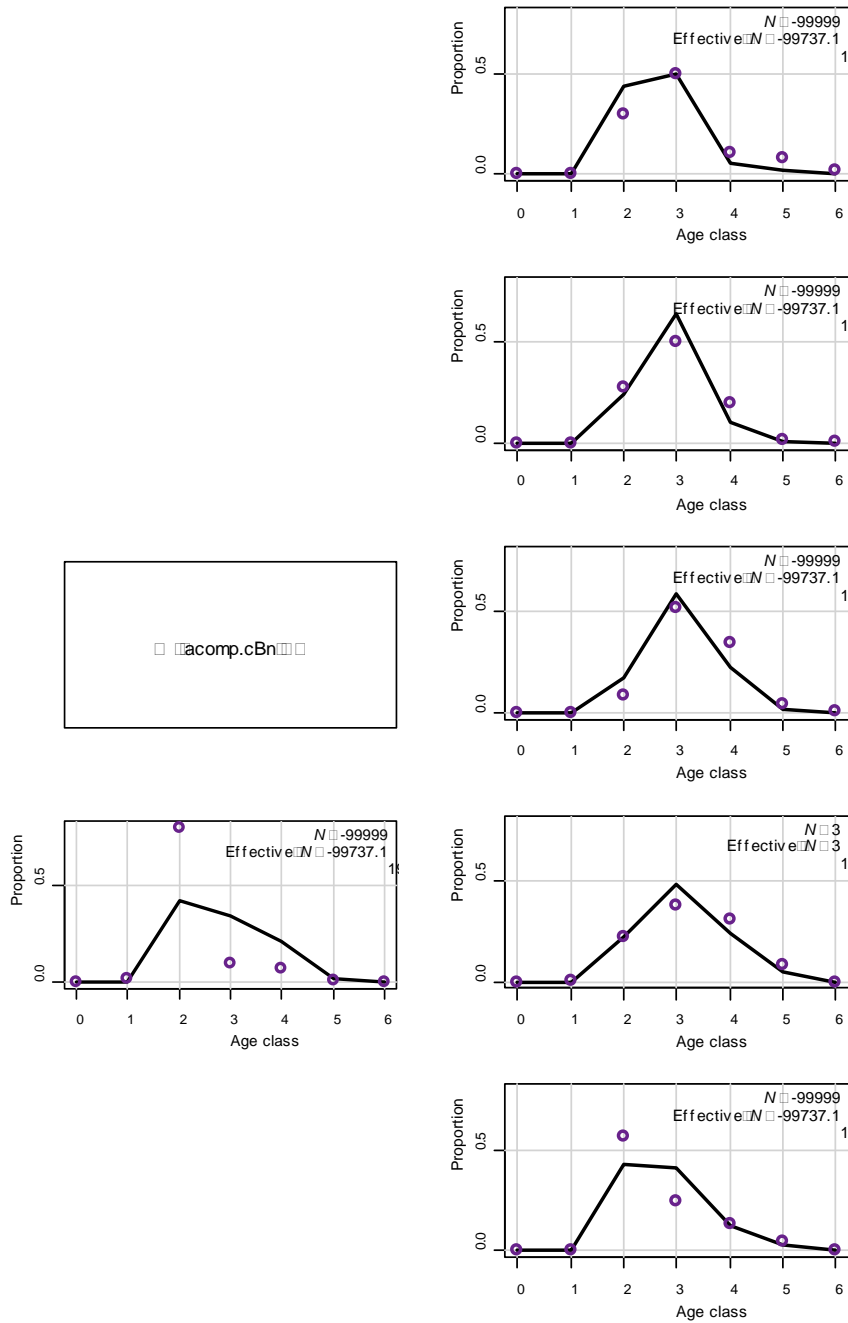 acomp.cBn
Proportion
0.5
0.0
N □ -99999
Effective□N □ -99737.1
0 1 2 3 4 5 6
Age class
Proportion
0.5
0.0
N □ -99999
Effective□N □ -99737.1
1
0 1 2 3 4 5 6
Age class
Proportion
0.5
0.0
N □ -99999
Effective□N □ -99737.1
1
0 1 2 3 4 5 6
Age class
Proportion
0.5
0.0
N □ -99999
Effective□N □ -99737.1
1
0 1 2 3 4 5 6
Age class
Proportion
0.5
0.0
N □ 3
Effective□N □ 3
1
0 1 2 3 4 5 6
Age class
Proportion
0.5
0.0
N □ -99999
Effective□N □ -99737.1
1
0 1 2 3 4 5 6
Age class